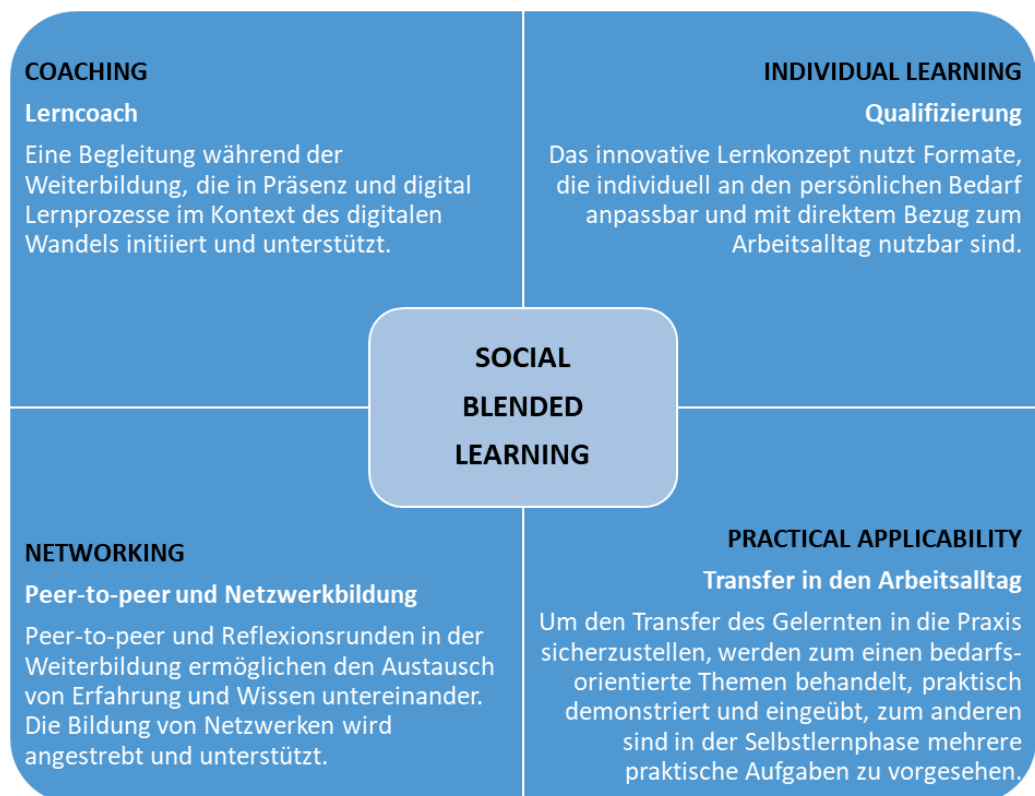 COACHING
Lerncoach
Eine Begleitung während der
Weiterbildung, die in Präsenz und digital
Lernprozesse im Kontext des digitalen
Wandels initiiert und unterstützt.
INDIVIDUAL LEARNING
Qualifizierung
Das innovative Lernkonzept nutzt Formate,
die individuell an den persönlichen Bedarf
anpassbar und mit direktem Bezug zum
Arbeitsalltag nutzbar sind.
SOCIAL
BLENDED
LEARNING
NETWORKING
Peer-to-peer und Netzwerkbildung
Peer-to-peer und Reflexionsrunden in der
Weiterbildung ermöglichen den Austausch
von Erfahrung und Wissen untereinander.
Die Bildung von Netzwerken wird
angestrebt und unterstützt.
PRACTICAL APPLICABILITY
Transfer in den Arbeitsalltag
Um den Transfer des Gelernten in die Praxis
sicherzustellen, werden zum einen bedarfs-
orientierte Themen behandelt, praktisch
demonstriert und eingeübt, zum anderen
sind in der Selbstlernphase mehrere
praktische Aufgaben zu vorgesehen.